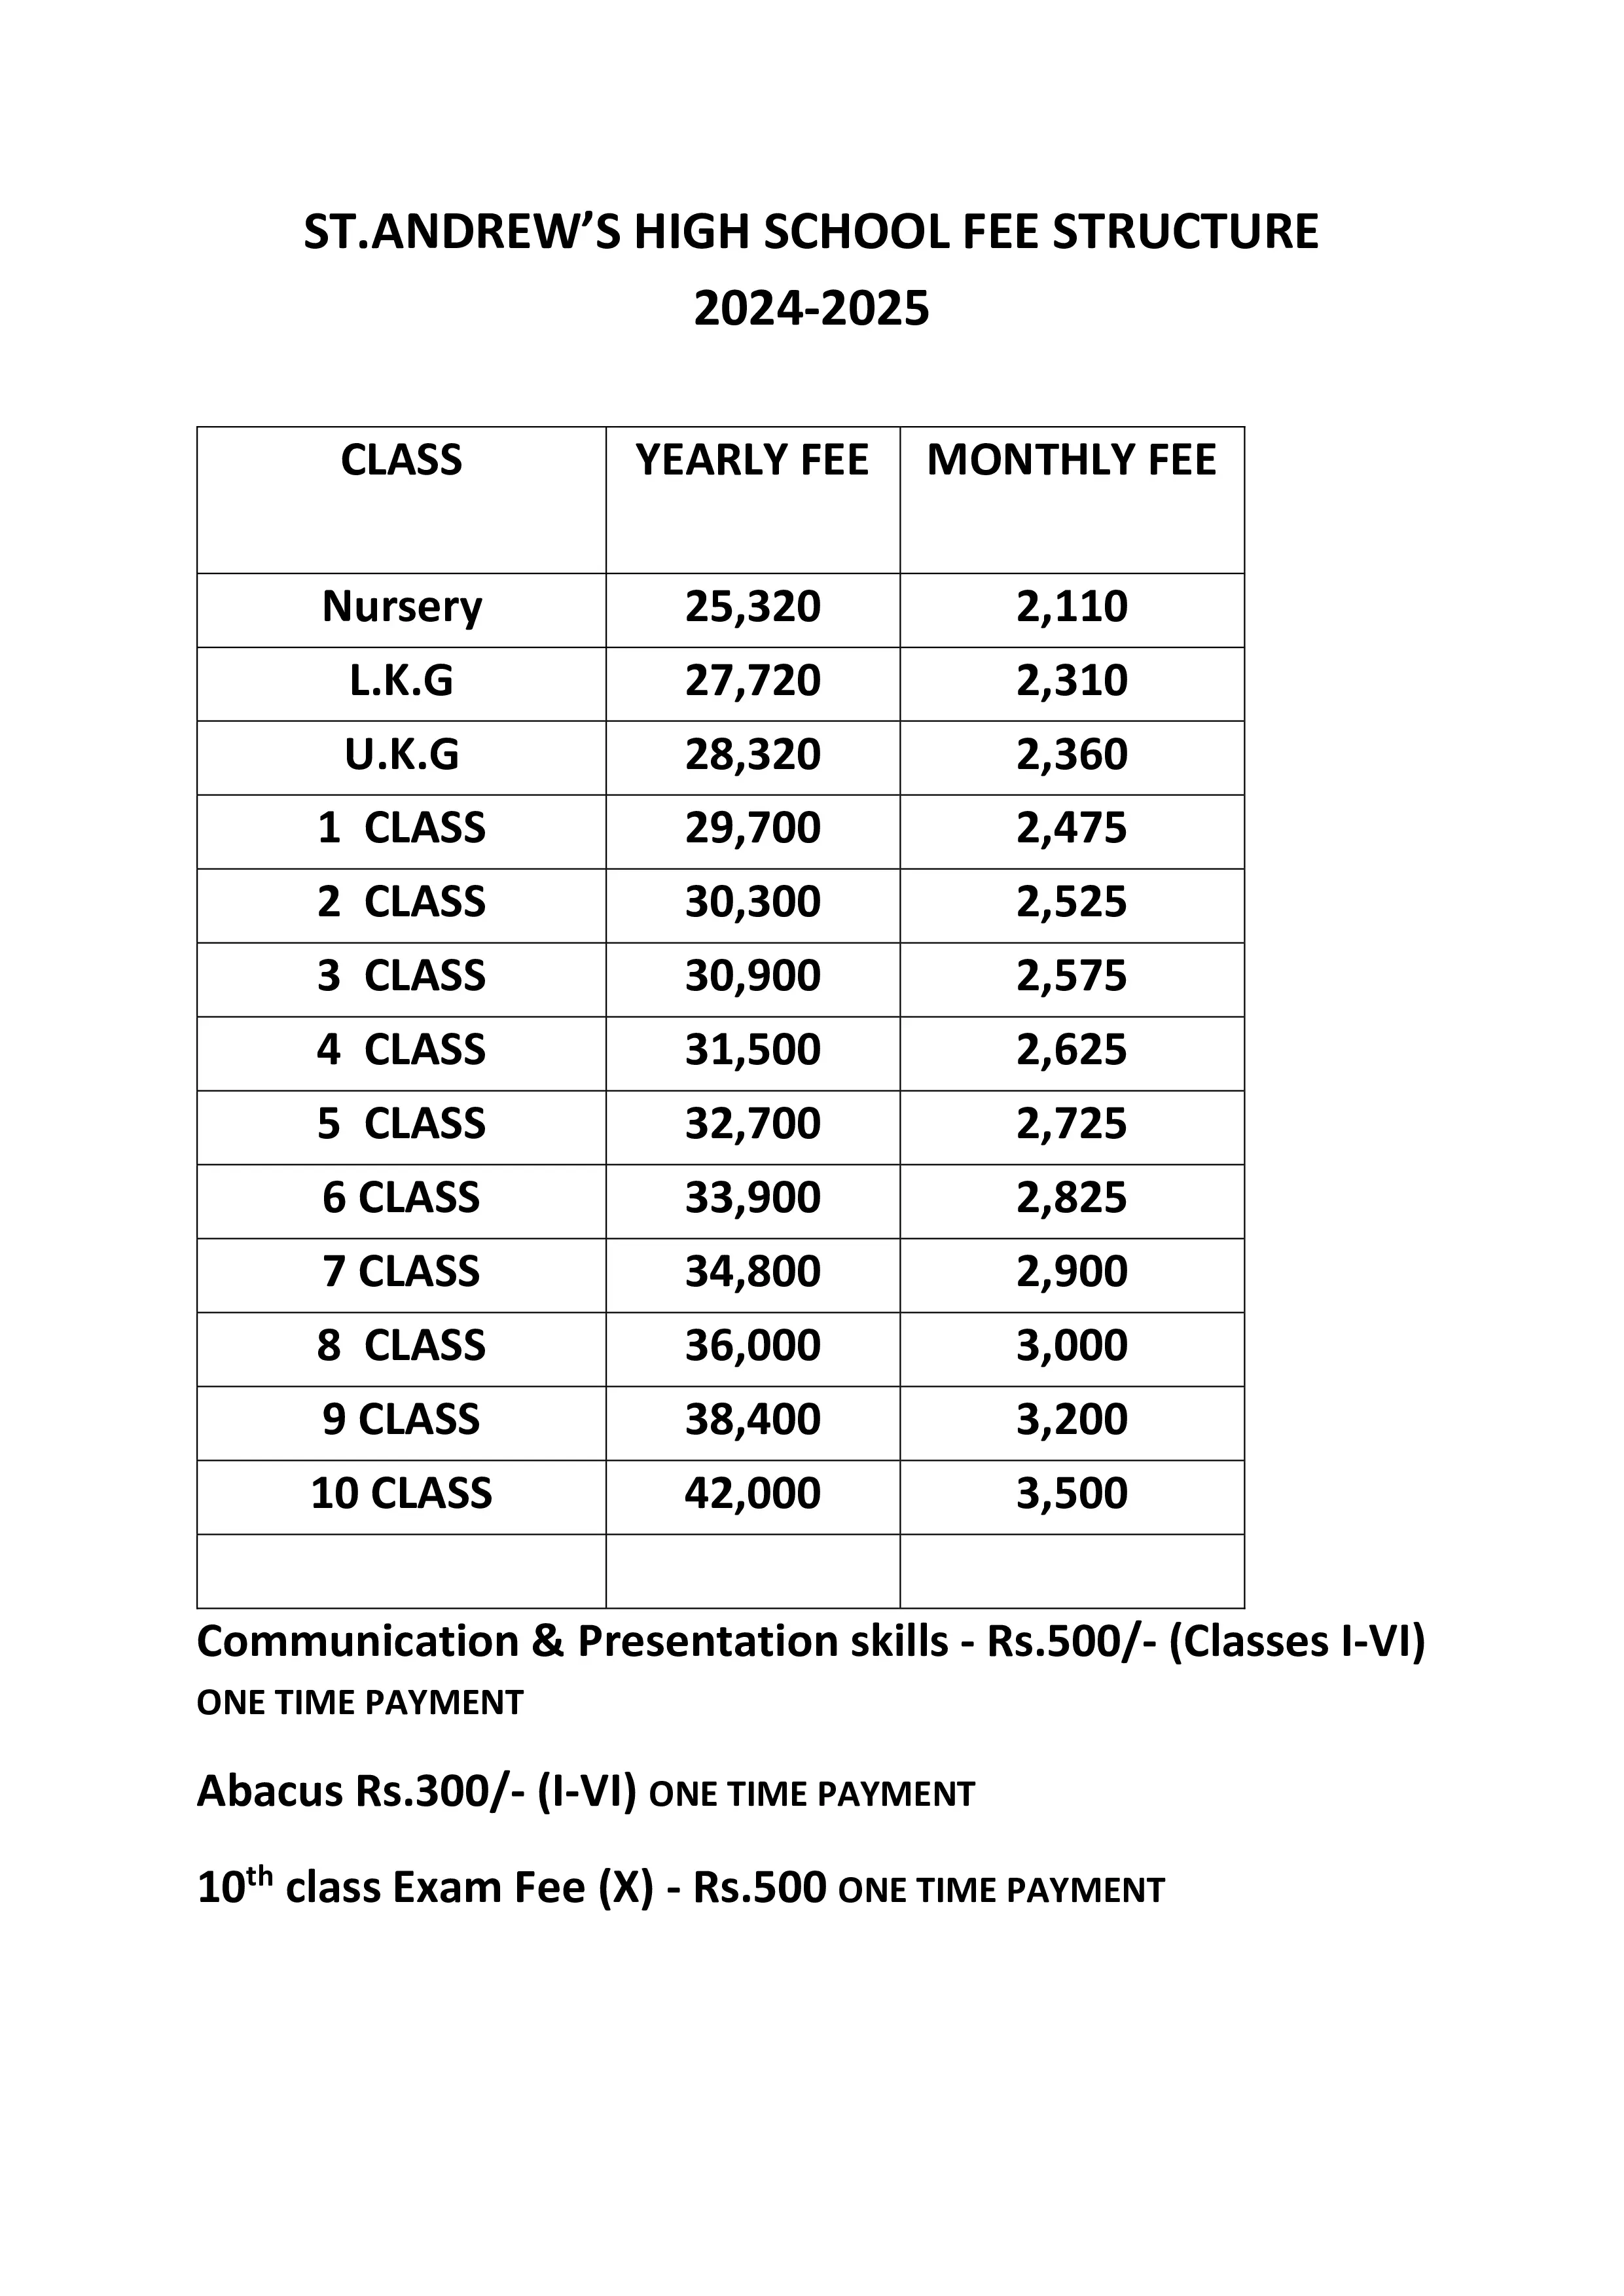 ST.ANDREW’S HIGH SCHOOL FEE STRUCTURE
2024-2025
CLASS YEARLY FEE MONTHLY FEE
Nursery 25,320 2,110
L.K.G 27,720 2,310
U.K.G 28,320 2,360
1 CLASS 29,700 2,475
2 CLASS 30,300 2,525
3 CLASS 30,900 2,575
4 CLASS 31,500 2,625
5 CLASS 32,700 2,725
6 CLASS 33,900 2,825
7 CLASS 34,800 2,900
8 CLASS 36,000 3,000
9 CLASS 38,400 3,200
10 CLASS 42,000 3,500
Communication & Presentation skills - Rs.500/- (Classes I-VI)
ONE TIME PAYMENT
Abacus Rs.300/- (I-VI) ONE TIME PAYMENT
10th class Exam Fee (X) - Rs.500 ONE TIME PAYMENT